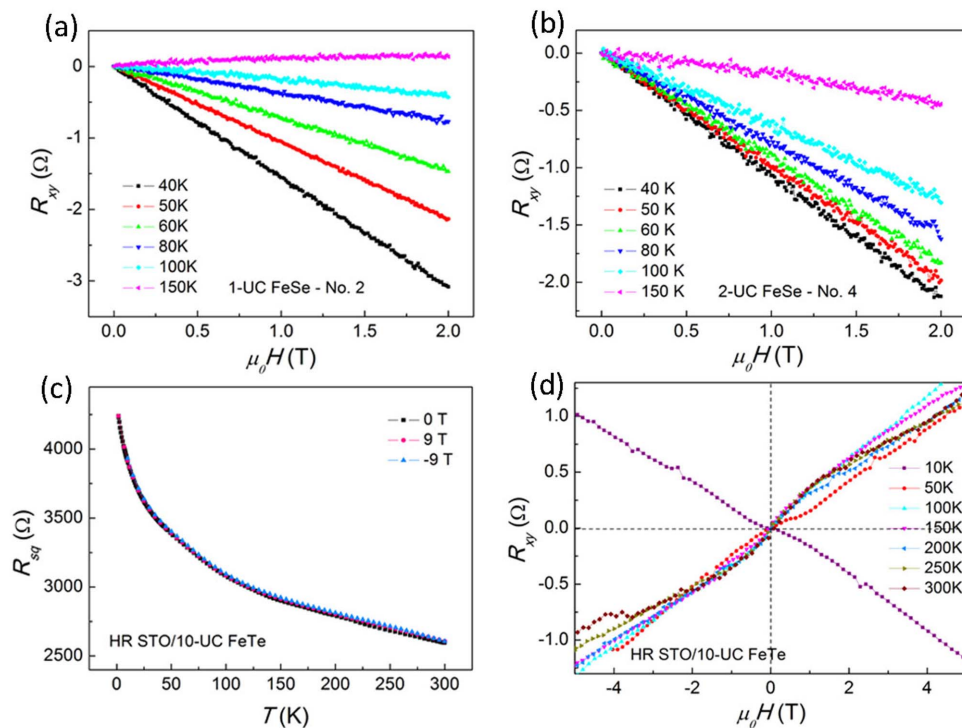 (a)
0
-1
-2
-3
R_xy (Ω)
40K
50K
60K
80K
100K
150K
1-UC FeSe - No. 2
0.0 0.5 1.0 1.5 2.0
μ₀H (T)
(b)
0.0
-0.5
-1.0
-1.5
-2.0
R_xy (Ω)
40 K
50 K
60 K
80 K
100 K
150 K
2-UC FeSe - No. 4
0.0 0.5 1.0 1.5 2.0
μ₀H (T)
(c)
4000
3500
3000
2500
R_sq (Ω)
0 T
9 T
-9 T
HR STO/10-UC FeTe
0 50 100 150 200 250 300
T (K)
(d)
1.0
0.5
0.0
-0.5
-1.0
R_xy (Ω)
10K
50K
100K
150K
200K
250K
300K
HR STO/10-UC FeTe
-4 -2 0 2 4
μ₀H (T)